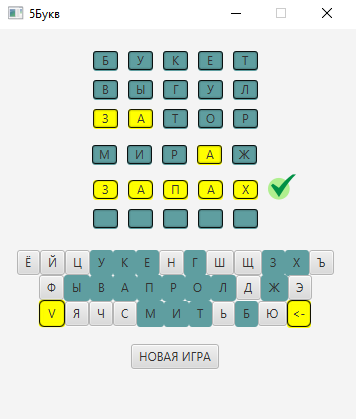 5Букв
Б У К Е Т
В Ы Г У Л
З А Т О Р
М И Р А Ж
З А П А Х
Ё Й Ц У К Е Н Г Ш Щ З Х Ъ
Ф Ы В А П Р О Л Д Ж Э
V Я Ч С М И Т Ь Б Ю <-
НОВАЯ ИГРА